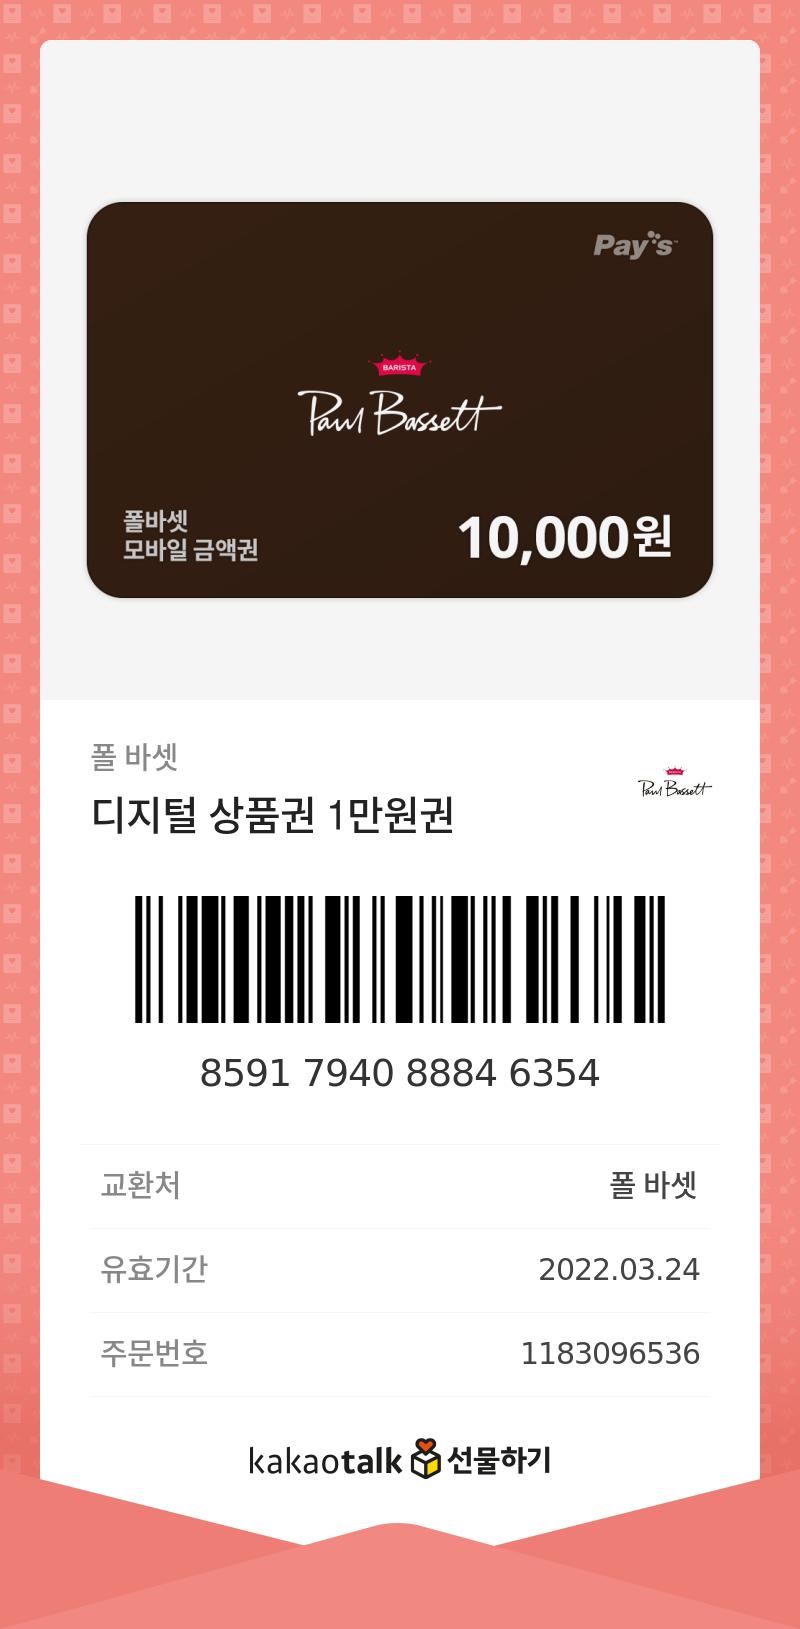 Pay's™
BARISTA
Paul Bassett
폴바셋
모바일 금액권
10,000원
폴 바셋
디지털 상품권 1만원권
BARISTA
Paul Bassett
8591 7940 8884 6354
교환처 폴 바셋
유효기간 2022.03.24
주문번호 1183096536
kakaotalk 선물하기